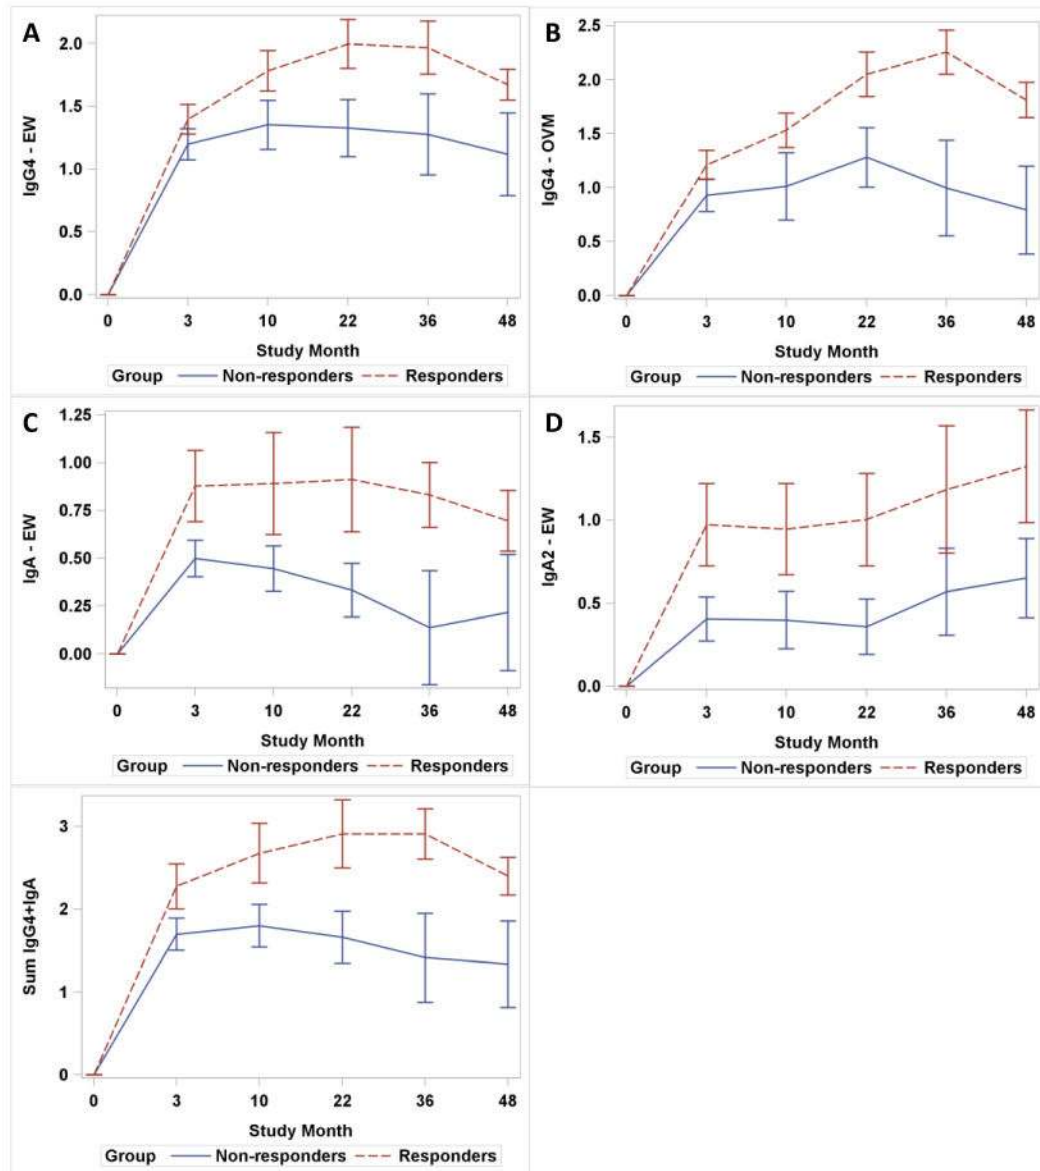 A
IgG4 - EW
2.0
1.5
1.0
0.5
0.0
0 3 10 22 36 48
Study Month
Group Non-responders Responders
B
IgG4 - OVM
2.5
2.0
1.5
1.0
0.5
0.0
0 3 10 22 36 48
Study Month
Group Non-responders Responders
C
IgA - EW
1.25
1.00
0.75
0.50
0.25
0.00
0 3 10 22 36 48
Study Month
Group Non-responders Responders
D
IgA2 - EW
1.5
1.0
0.5
0.0
0 3 10 22 36 48
Study Month
Group Non-responders Responders
Sum IgG4+IgA
3
2
1
0
0 3 10 22 36 48
Study Month
Group Non-responders Responders